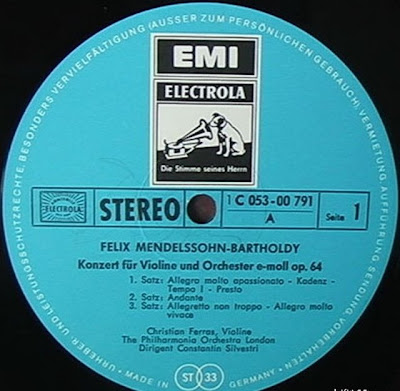 URHEBER- UND LEISTUNGSSCHUTZRECHTE, BESONDERS VERVIELFÄLTIGUNG (AUSSER ZUM PERSÖNLICHEN GEBRAUCH), VERMIETUNG, AUFFÜHRUNG, SENDUNG, VORBEHALTEN
EMI
ELECTROLA
Die Stimme seines Herrn
ELECTROLA
STEREO
1 C 053-00 791
A
Seite 1
FELIX MENDELSSOHN-BARTHOLDY
Konzert für Violine und Orchester e-moll op. 64
1. Satz: Allegro molto apassionato - Kadenz -
Tempo I - Presto
2. Satz: Andante
3. Satz: Allegretto non troppo - Allegro molto
vivace
Christian Ferras, Violine
The Philharmonia Orchestra London
Dirigent Constantin Silvestri
MADE IN
ST 33